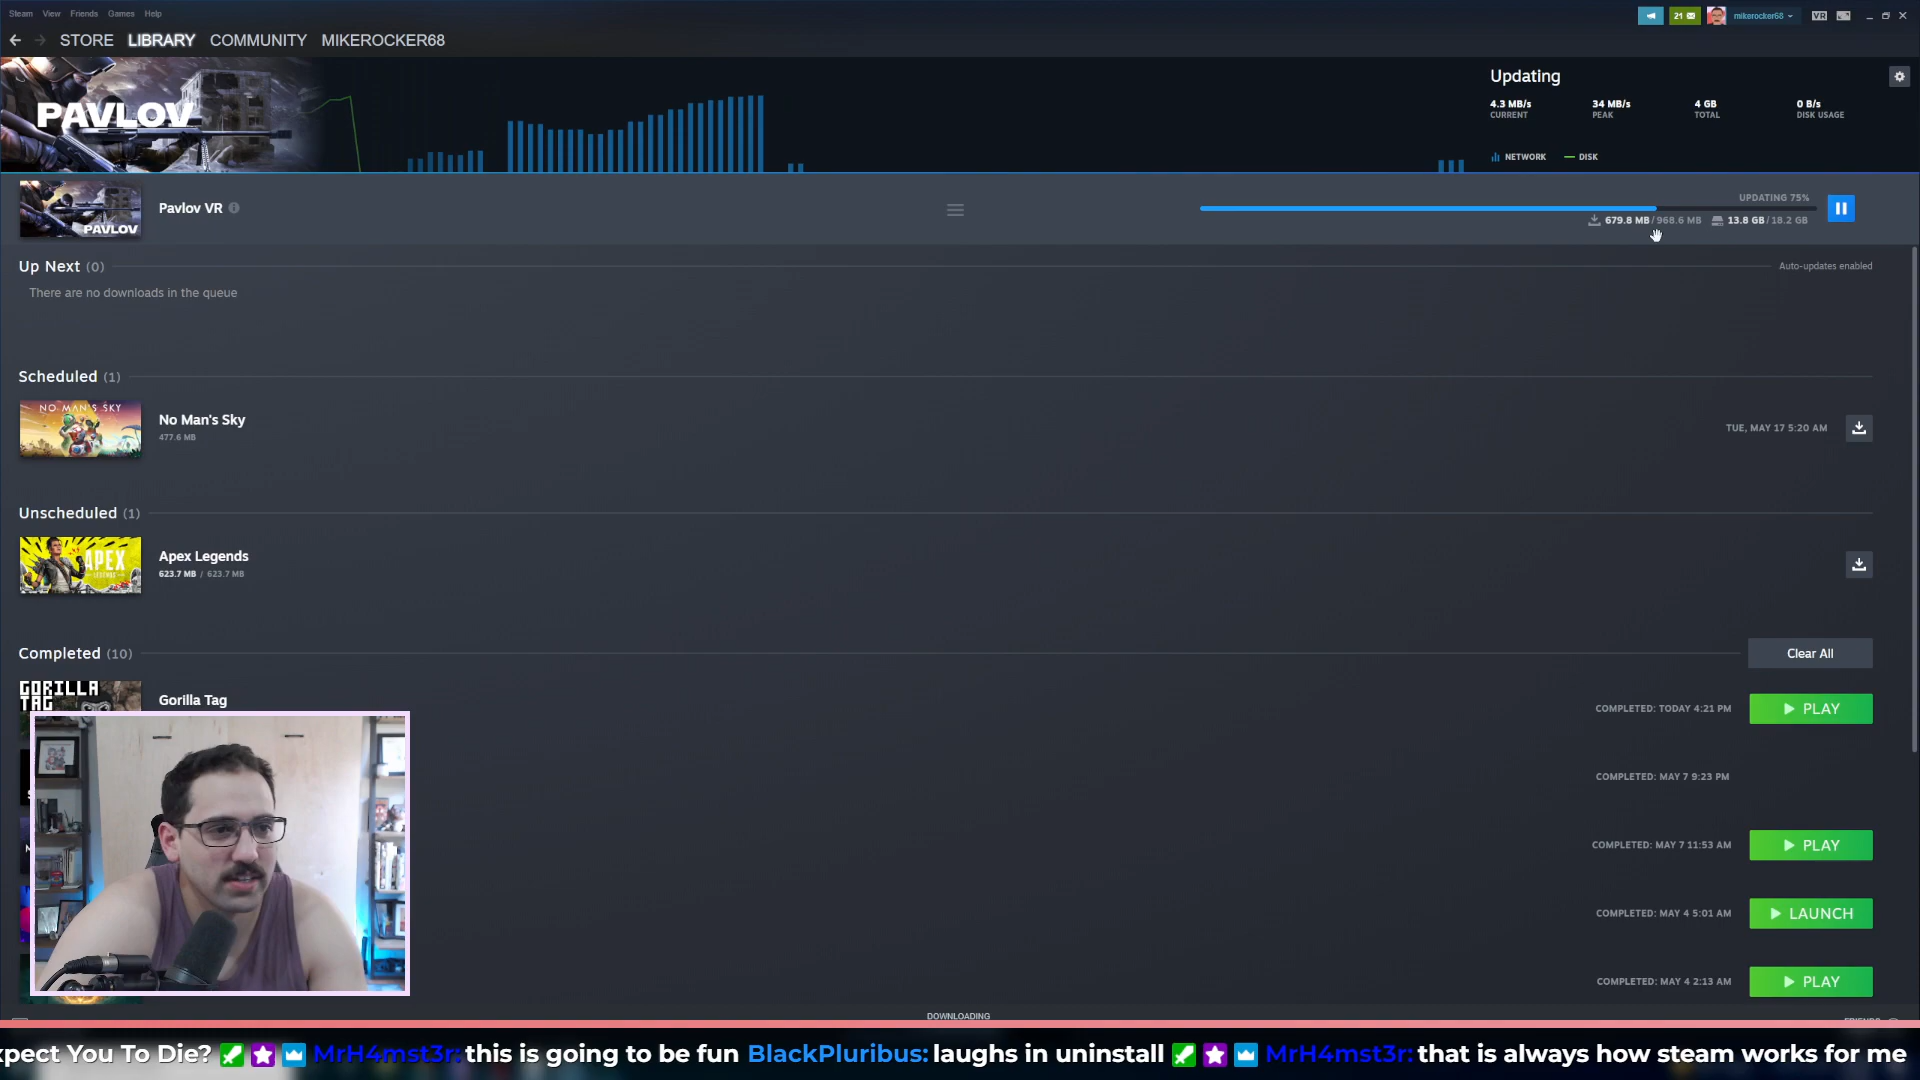 Steam View Friends Games Help
21 mikerocker68 VR
STORE LIBRARY COMMUNITY MIKEROCKER68
PAVLOV
Updating
4.3 MB/s 34 MB/s 4 GB 0 B/s
CURRENT PEAK TOTAL DISK USAGE
NETWORK DISK
PAVLOV
Pavlov VR
UPDATING 75%
679.8 MB / 968.6 MB 13.8 GB / 18.2 GB
Up Next (0)
Auto-updates enabled
There are no downloads in the queue
Scheduled (1)
NO MAN'S SKY
No Man's Sky
477.6 MB
TUE, MAY 17 5:20 AM
Unscheduled (1)
APEX
LEGENDS
Apex Legends
623.7 MB / 623.7 MB
Completed (10)
Clear All
GORILLA
TAG
Gorilla Tag
COMPLETED: TODAY 4:21 PM PLAY
COMPLETED: MAY 7 9:23 PM
COMPLETED: MAY 7 11:53 AM PLAY
COMPLETED: MAY 4 5:01 AM LAUNCH
COMPLETED: MAY 4 2:13 AM PLAY
DOWNLOADING
xpect You To Die? MrH4mst3r: this is going to be fun BlackPluribus: laughs in uninstall MrH4mst3r: that is always how steam works for me